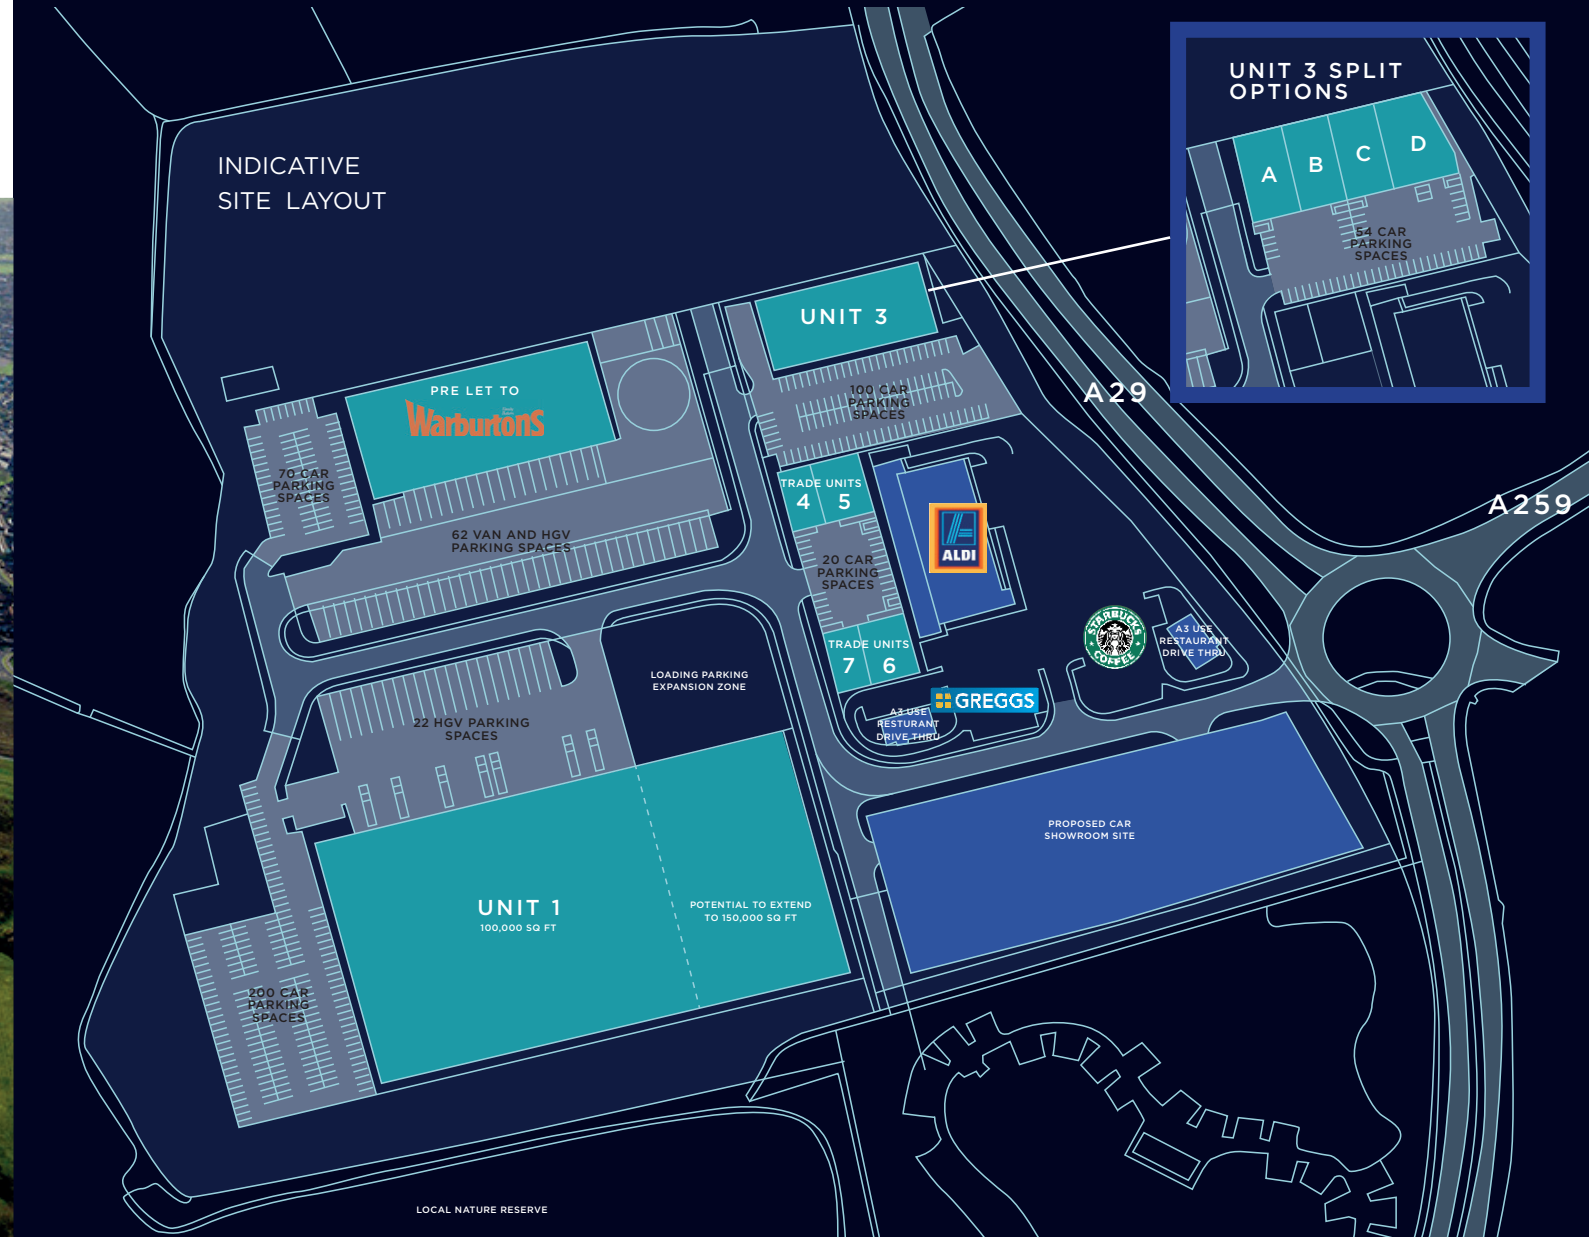 INDICATIVE
SITE LAYOUT
UNIT 3 SPLIT
OPTIONS
A
B
C
D
54 CAR
PARKING
SPACES
UNIT 3
100 CAR
PARKING
SPACES
A29
A259
PRE LET TO
Warburtons
70 CAR
PARKING
SPACES
62 VAN AND HGV
PARKING SPACES
TRADE UNITS
4 5
20 CAR
PARKING
SPACES
ALDI
TRADE UNITS
7 6
STARBUCKS
COFFEE
A3 USE
RESTAURANT
DRIVE THRU
GREGGS
A3 USE
RESTURANT
DRIVE THRU
LOADING PARKING
EXPANSION ZONE
22 HGV PARKING
SPACES
PROPOSED CAR
SHOWROOM SITE
UNIT 1
100,000 SQ FT
POTENTIAL TO EXTEND
TO 150,000 SQ FT
200 CAR
PARKING
SPACES
LOCAL NATURE RESERVE